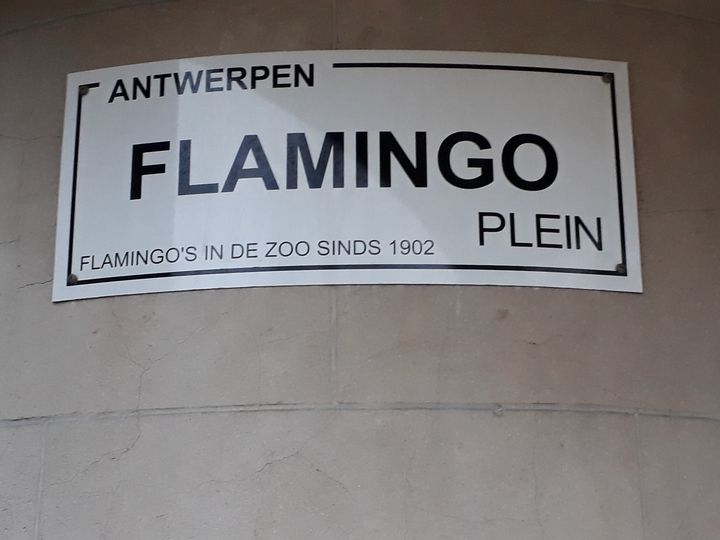 ANTWERPEN
FLAMINGO
PLEIN
FLAMINGO'S IN DE ZOO SINDS 1902